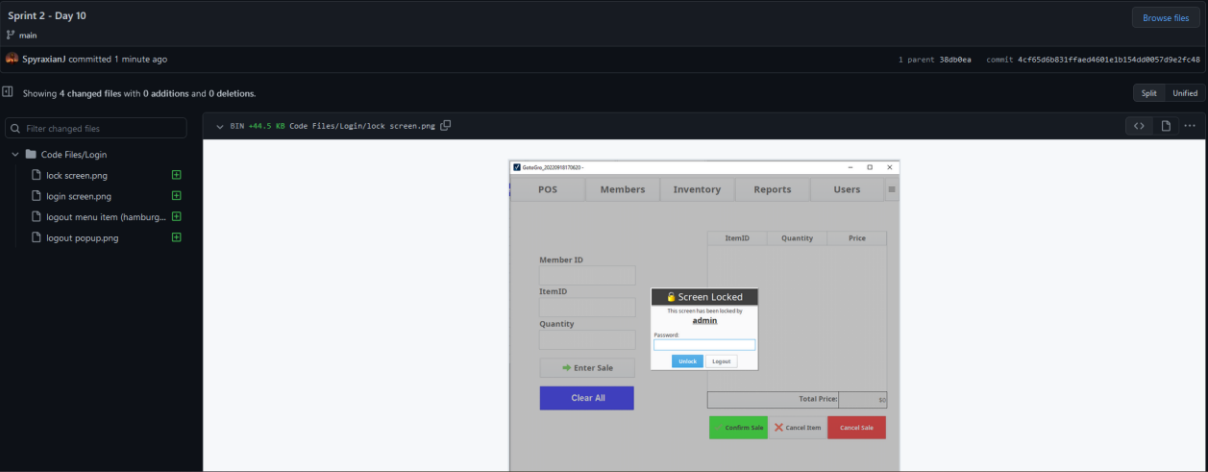 Sprint 2 - Day 10
Browse files
main
SpyraxianJ committed 1 minute ago
1 parent 38db0ea commit 4cf65d6b831ffaed4601e1b154dd0057d9e2fc48
Showing 4 changed files with 0 additions and 0 deletions.
Split Unified
Filter changed files
BIN +44.5 KB Code Files/Login/lock screen.png
Code Files/Login
lock screen.png
login screen.png
logout menu item (hamburg...
logout popup.png
POS Members Inventory Reports Users
ItemID Quantity Price
Member ID
ItemID
Quantity
Enter Sale
Clear All
Screen Locked
This screen has been locked by
admin
Password:
Unlock Logout
Total Price: $0
Confirm Sale Cancel Item Cancel Sale